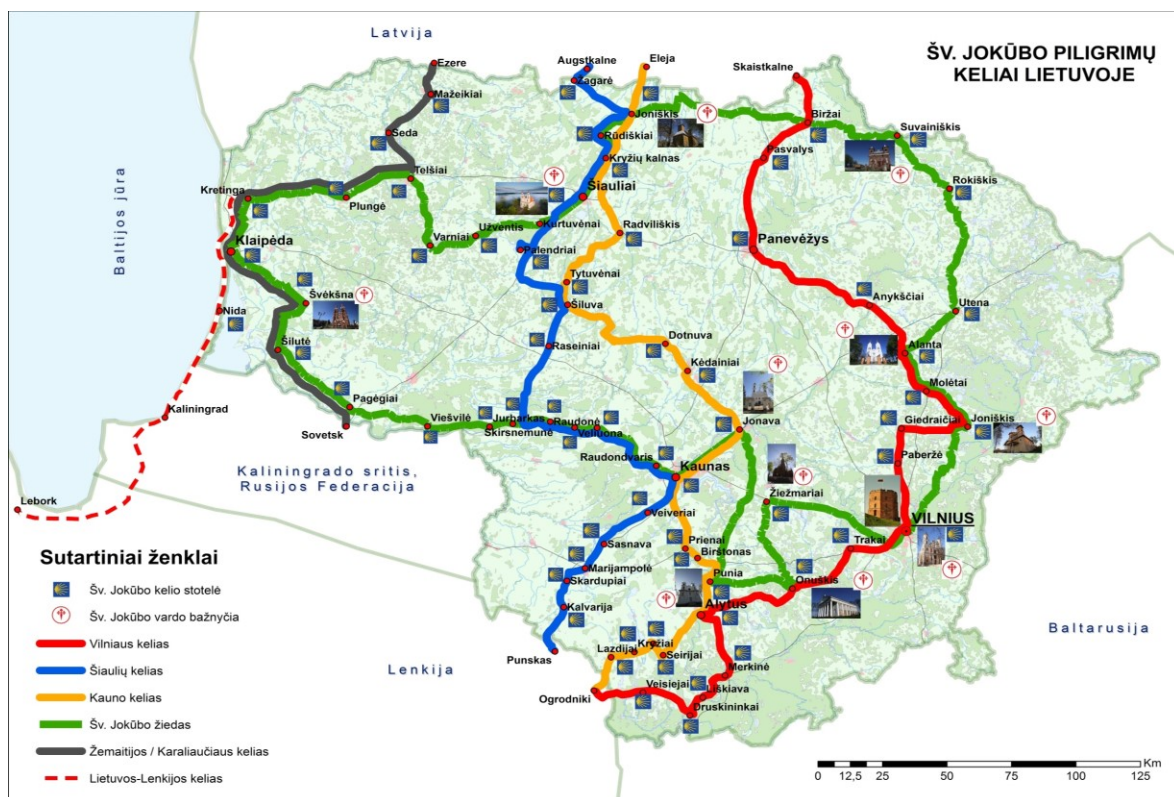 ŠV. JOKŪBO PILIGRIMŲ
KELIAI LIETUVOJE
Latvija
Ezere
Augstkalne
Eleja
Skaistkalne
Žagarė
Mažeikiai
Joniškis
Biržai
Suvainiškis
Seda
Rūdiškiai
Kryžių kalnas
Pasvalys
Telšiai
Rokiškis
Kretinga
Plungė
Šiauliai
Baltijos jūra
Klaipėda
Varniai
Užventis
Kurtuvėnai
Radviliškis
Palendriai
Panevėžys
Tytuvėnai
Švėkšna
Šiluva
Anykščiai
Utena
Nida
Šilutė
Raseiniai
Dotnuva
Alanta
Kėdainiai
Molėtai
Pagėgiai
Kaliningrad
Sovetsk
Viešvilė
Jurbarkas
Skirsnemunė
Raudonė
Veliuona
Jonava
Giedraičiai
Joniškis
Raudondvaris
Kaunas
Paberžė
Kaliningrado sritis,
Rusijos Federacija
Lebork
Žiežmariai
Veiveriai
VILNIUS
Sasnava
Prienai
Birštonas
Trakai
Marijampolė
Skardupiai
Punia
Onuškis
Kalvarija
Alytus
Baltarusija
Lenkija
Punskas
Lazdijai
Kryžiai
Seirijai
Merkinė
Ogrodniki
Veisiejai
Liškiava
Druskininkai
Sutartiniai ženklai
Šv. Jokūbo kelio stotelė
Šv. Jokūbo vardo bažnyčia
Vilniaus kelias
Šiaulių kelias
Kauno kelias
Šv. Jokūbo žiedas
Žemaitijos / Karaliaučiaus kelias
Lietuvos-Lenkijos kelias
Km
0 12,5 25 50 75 100 125